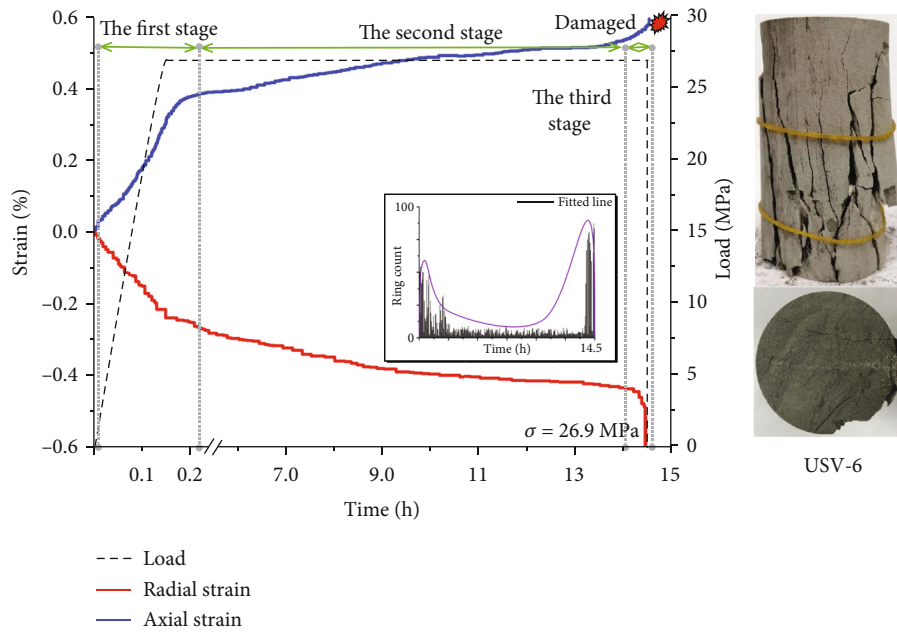 The first stage
The second stage
Damaged
The third
stage
0.6
0.4
0.2
0.0
−0.2
−0.4
−0.6
Strain (%)
30
25
20
15
10
5
0
Load (MPa)
100
0
Ring count
Fitted line
Time (h)
14.5
σ = 26.9 MPa
0.1
0.2
7.0
9.0
11
13
15
Time (h)
Load
Radial strain
Axial strain
USV-6